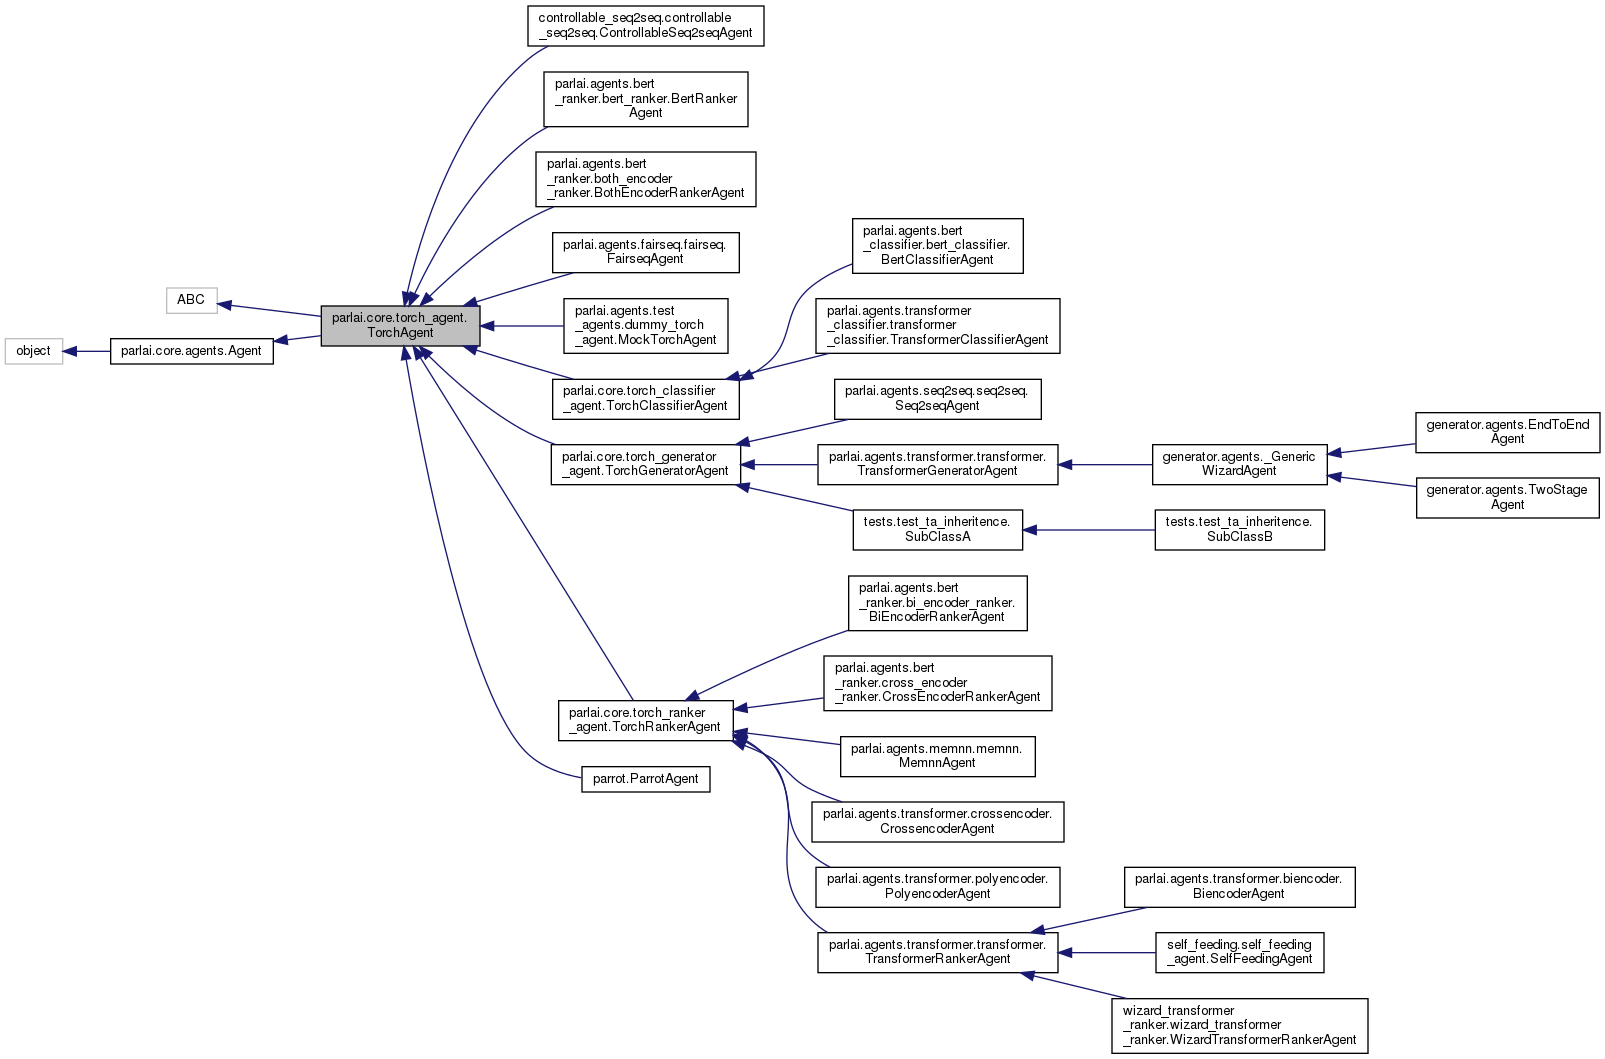 controllable_seq2seq.controllable
_seq2seq.ControllableSeq2seqAgent
parlai.agents.bert
_ranker.bert_ranker.BertRanker
Agent
parlai.agents.bert
_ranker.both_encoder
_ranker.BothEncoderRankerAgent
parlai.agents.fairseq.fairseq.
FairseqAgent
ABC
object
parlai.core.agents.Agent
parlai.core.torch_agent.
TorchAgent
parlai.agents.test
_agents.dummy_torch
_agent.MockTorchAgent
parlai.core.torch_classifier
_agent.TorchClassifierAgent
parlai.agents.bert
_classifier.bert_classifier.
BertClassifierAgent
parlai.agents.transformer
_classifier.transformer
_classifier.TransformerClassifierAgent
parlai.core.torch_generator
_agent.TorchGeneratorAgent
parlai.agents.seq2seq.seq2seq.
Seq2seqAgent
parlai.agents.transformer.transformer.
TransformerGeneratorAgent
generator.agents._Generic
WizardAgent
generator.agents.EndToEnd
Agent
generator.agents.TwoStage
Agent
tests.test_ta_inheritence.
SubClassA
tests.test_ta_inheritence.
SubClassB
parlai.core.torch_ranker
_agent.TorchRankerAgent
parlai.agents.bert
_ranker.bi_encoder_ranker.
BiEncoderRankerAgent
parlai.agents.bert
_ranker.cross_encoder
_ranker.CrossEncoderRankerAgent
parlai.agents.memnn.memnn.
MemnnAgent
parlai.agents.transformer.crossencoder.
CrossencoderAgent
parlai.agents.transformer.polyencoder.
PolyencoderAgent
parlai.agents.transformer.transformer.
TransformerRankerAgent
parlai.agents.transformer.biencoder.
BiencoderAgent
self_feeding.self_feeding
_agent.SelfFeedingAgent
wizard_transformer
_ranker.wizard_transformer
_ranker.WizardTransformerRankerAgent
parrot.ParrotAgent